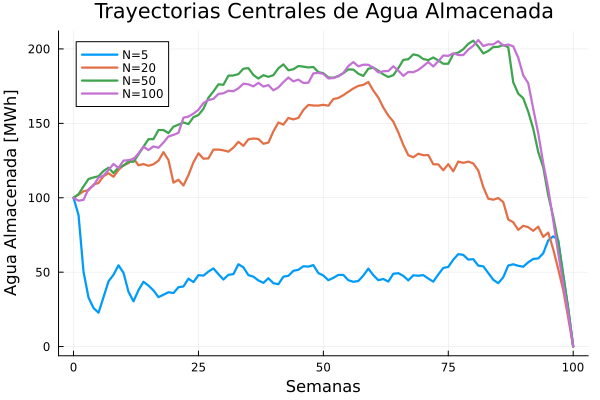 Trayectorias Centrales de Agua Almacenada
Agua Almacenada [MWh]
200
150
100
50
0
N=5
N=20
N=50
N=100
0 25 50 75 100
Semanas